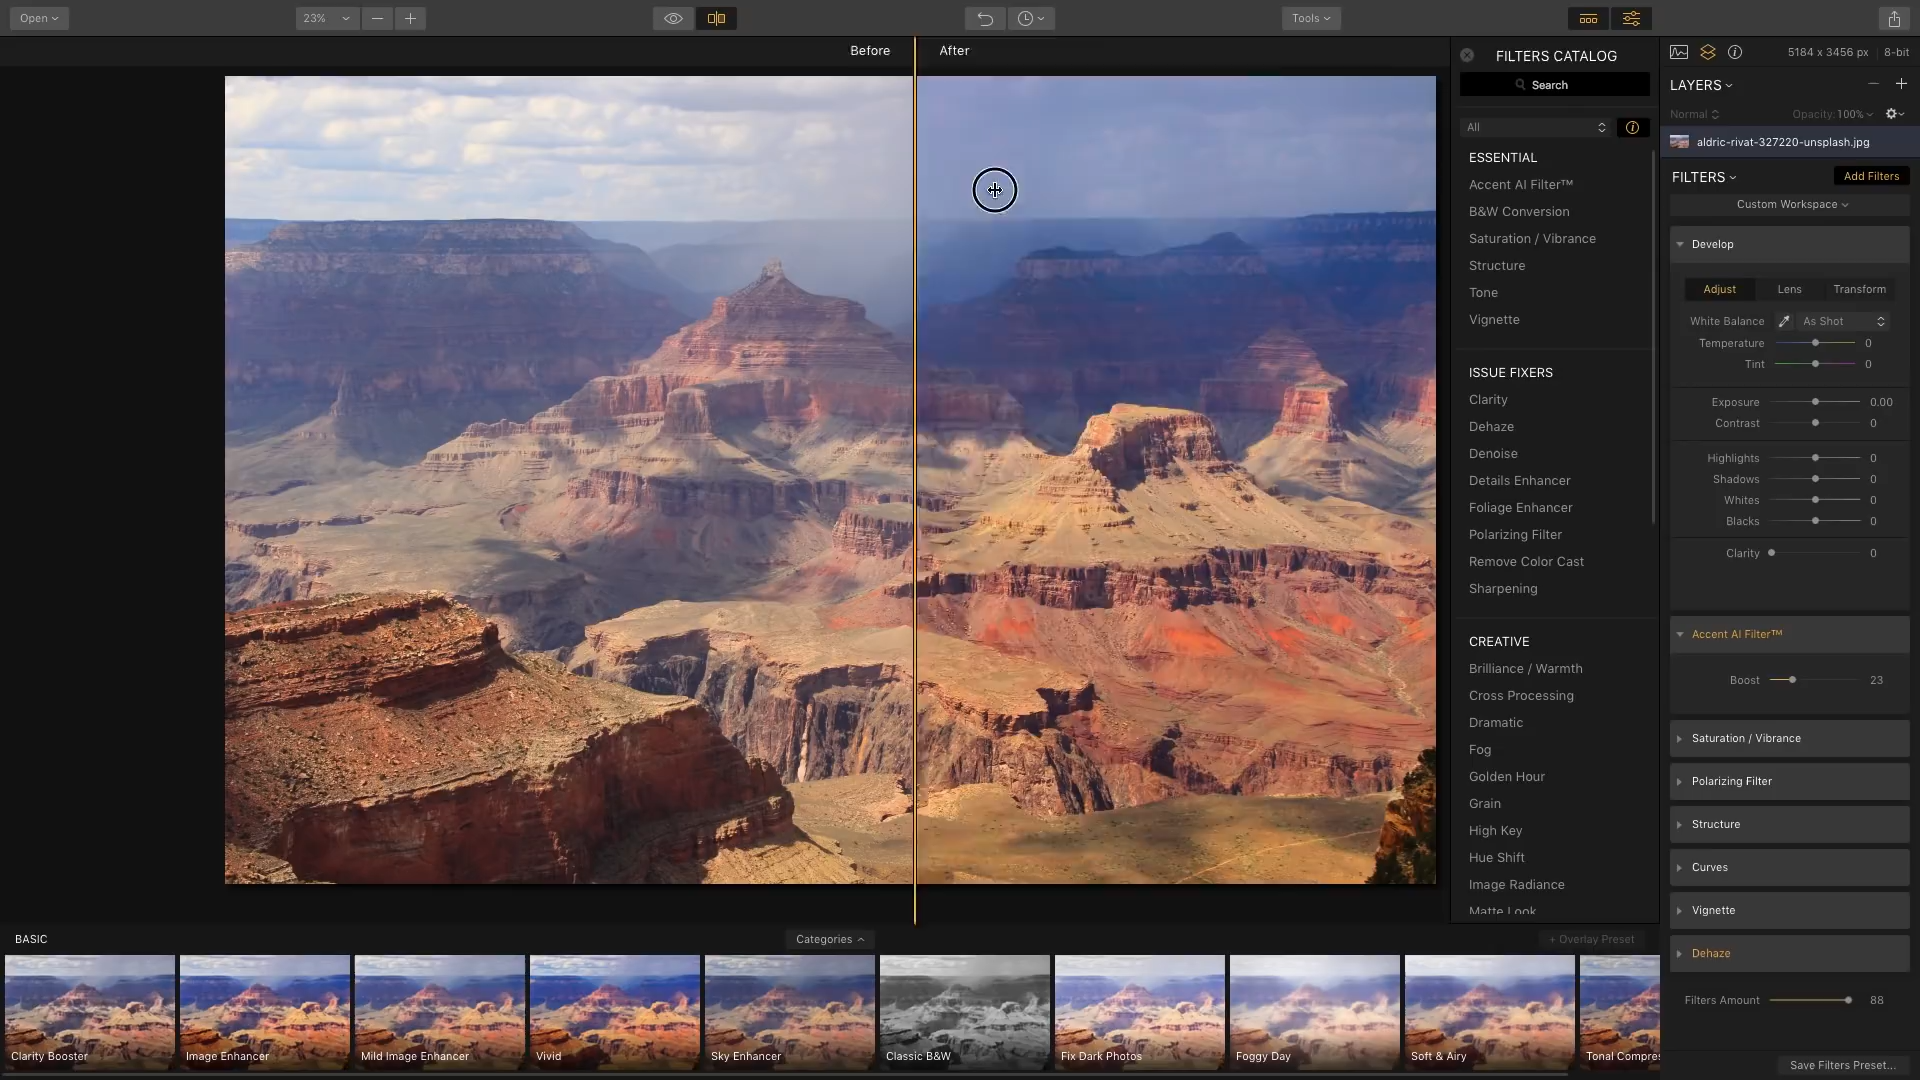 Open
23%
Tools
Before
After
FILTERS CATALOG
Search
All
ESSENTIAL
Accent AI Filter™
B&W Conversion
Saturation / Vibrance
Structure
Tone
Vignette
ISSUE FIXERS
Clarity
Dehaze
Denoise
Details Enhancer
Foliage Enhancer
Polarizing Filter
Remove Color Cast
Sharpening
CREATIVE
Brilliance / Warmth
Cross Processing
Dramatic
Fog
Golden Hour
Grain
High Key
Hue Shift
Image Radiance
Matte Look
5184 x 3456 px 8-bit
LAYERS
Normal Opacity: 100%
aldric-rivat-327220-unsplash.jpg
FILTERS Add Filters
Custom Workspace
Develop
Adjust Lens Transform
White Balance As Shot
Temperature 0
Tint 0
Exposure 0.00
Contrast 0
Highlights 0
Shadows 0
Whites 0
Blacks 0
Clarity 0
Accent AI Filter™
Boost 23
Saturation / Vibrance
Polarizing Filter
Structure
Curves
Vignette
Dehaze
Filters Amount 88
Save Filters Preset...
BASIC
Categories
+ Overlay Preset
Clarity Booster
Image Enhancer
Mild Image Enhancer
Vivid
Sky Enhancer
Classic B&W
Fix Dark Photos
Foggy Day
Soft & Airy
Tonal Compres